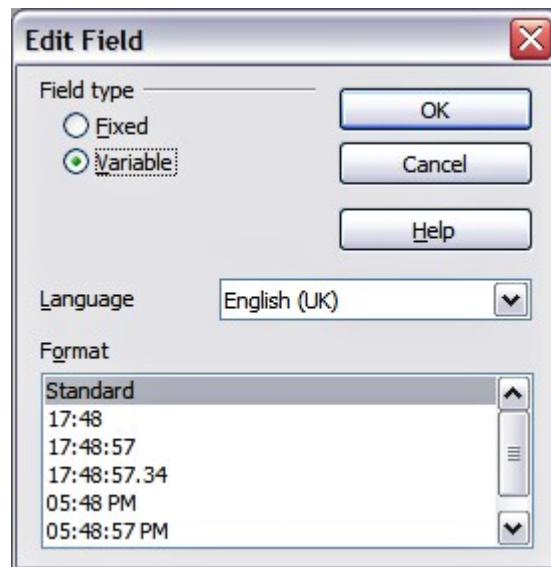 Edit Field
Field type
Fixed
Variable
OK
Cancel
Help
Language
English (UK)
Format
Standard
17:48
17:48:57
17:48:57.34
05:48 PM
05:48:57 PM